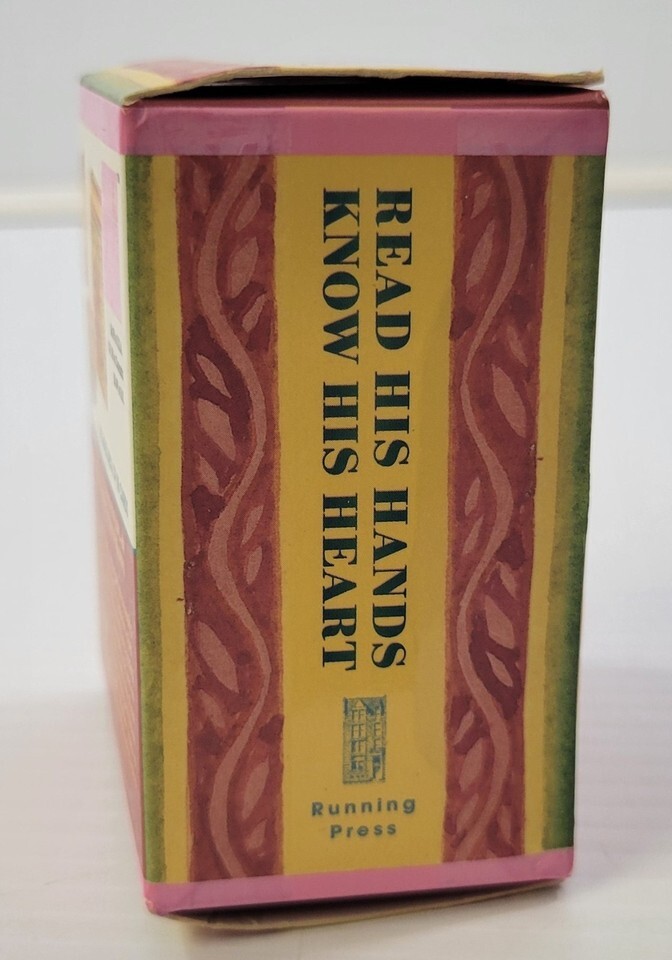 READ HIS HANDS
KNOW HIS HEART
Running
Press